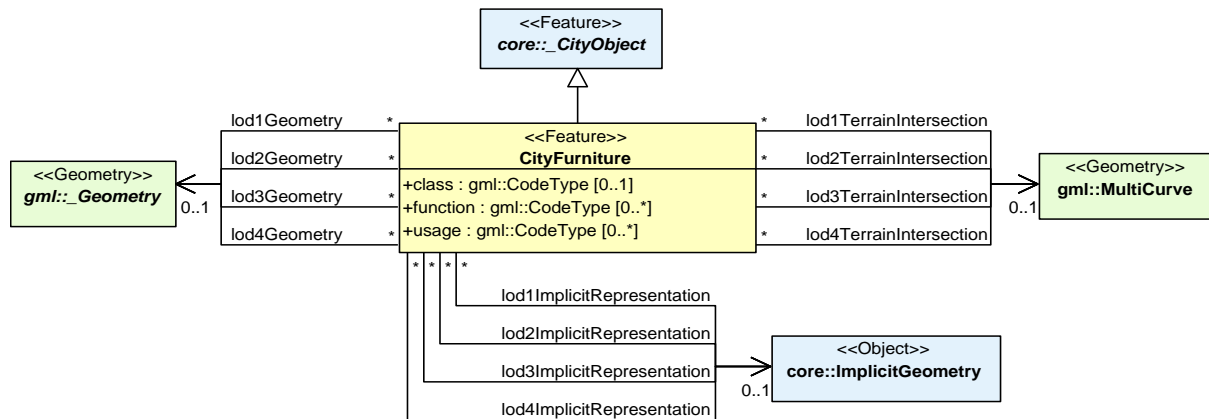 <<Feature>>
core::_CityObject
lod1Geometry *
* lod1TerrainIntersection
<<Feature>>
CityFurniture
lod2Geometry *
* lod2TerrainIntersection
<<Geometry>>
gml::_Geometry
0..1
+class : gml::CodeType [0..1]
+function : gml::CodeType [0..*]
+usage : gml::CodeType [0..*]
<<Geometry>>
gml::MultiCurve
0..1
lod3Geometry *
* lod3TerrainIntersection
lod4Geometry *
* lod4TerrainIntersection
* * * *
lod1ImplicitRepresentation
lod2ImplicitRepresentation
<<Object>>
core::ImplicitGeometry
0..1
lod3ImplicitRepresentation
lod4ImplicitRepresentation